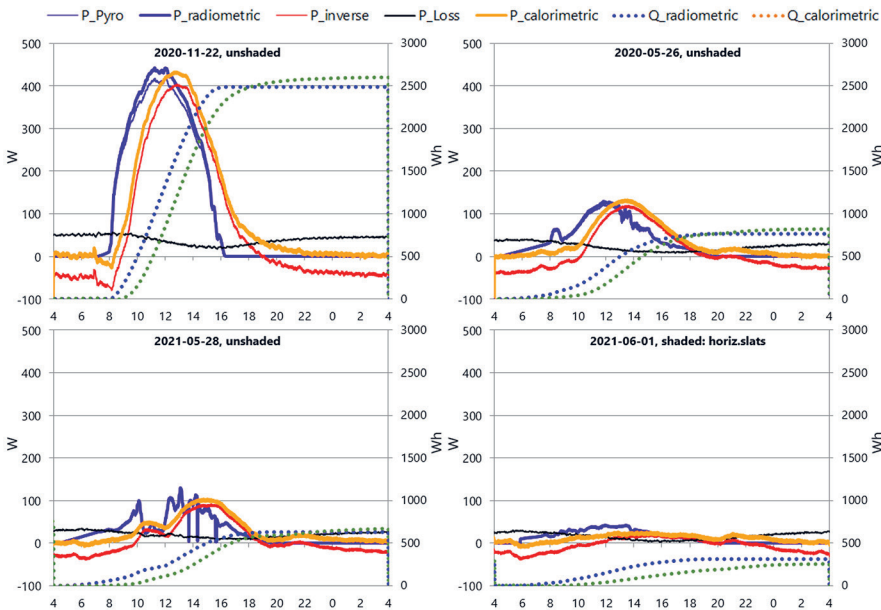 P_Pyro P_radiometric P_inverse P_Loss P_calorimetric Q_radiometric Q_calorimetric
2020-11-22, unshaded
500 400 300 200 100 0 -100
W
3000 2500 2000 1500 1000 500 0
Wh
4 6 8 10 12 14 16 18 20 22 0 2 4
2020-05-26, unshaded
500 400 300 200 100 0 -100
W
3000 2500 2000 1500 1000 500 0
Wh
4 6 8 10 12 14 16 18 20 22 0 2 4
2021-05-28, unshaded
500 400 300 200 100 0 -100
W
3000 2500 2000 1500 1000 500 0
Wh
4 6 8 10 12 14 16 18 20 22 0 2 4
2021-06-01, shaded: horiz.slats
500 400 300 200 100 0 -100
W
3000 2500 2000 1500 1000 500 0
Wh
4 6 8 10 12 14 16 18 20 22 0 2 4